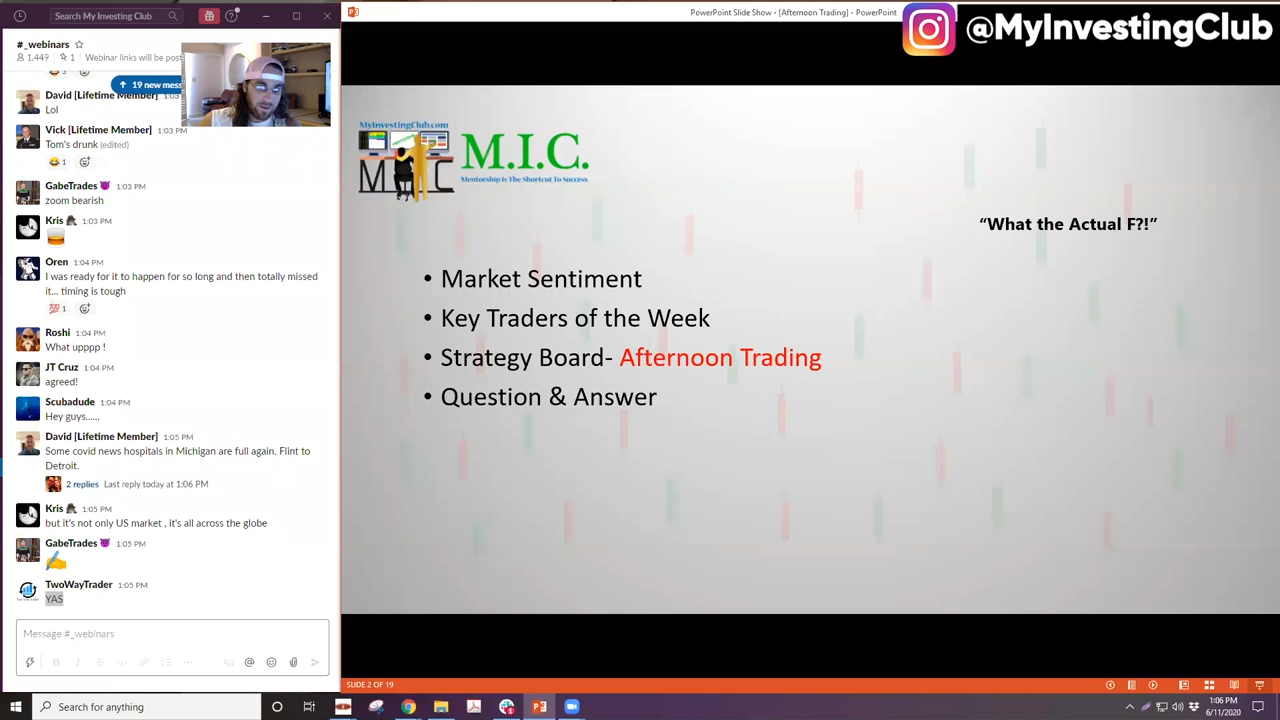 Search My Investing Club
#_webinars
1,449 1 Webinar links will be post
3
19 new mess
David [Lifetime Member] 1:03
Lol
Vick [Lifetime Member] 1:03 PM
Tom's drunk (edited)
1
GabeTrades 1:03 PM
zoom bearish
Kris 1:03 PM
Oren 1:04 PM
I was ready for it to happen for so long and then totally missed
it... timing is tough
1
Roshi 1:04 PM
What upppp !
JT Cruz 1:04 PM
agreed!
Scubadude 1:04 PM
Hey guys......
David [Lifetime Member] 1:05 PM
Some covid news hospitals in Michigan are full again. Flint to
Detroit.
2 replies Last reply today at 1:06 PM
Kris 1:05 PM
but it's not only US market , it's all across the globe
GabeTrades 1:05 PM
TwoWayTrader 1:05 PM
YAS
Message #_webinars
PowerPoint Slide Show - [Afternoon Trading] - PowerPoint
@MyInvestingClub
MyInvestingClub.com
MIC
M.I.C.
Mentorship Is The Shortcut To Success.
“What the Actual F?!”
• Market Sentiment
• Key Traders of the Week
• Strategy Board- Afternoon Trading
• Question & Answer
SLIDE 2 OF 19
Search for anything
1:06 PM
6/11/2020